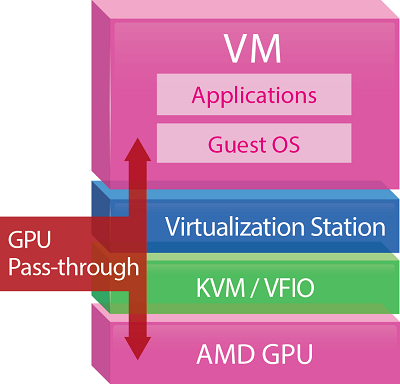 VM
Applications
Guest OS
GPU
Pass-through
Virtualization Station
KVM / VFIO
AMD GPU